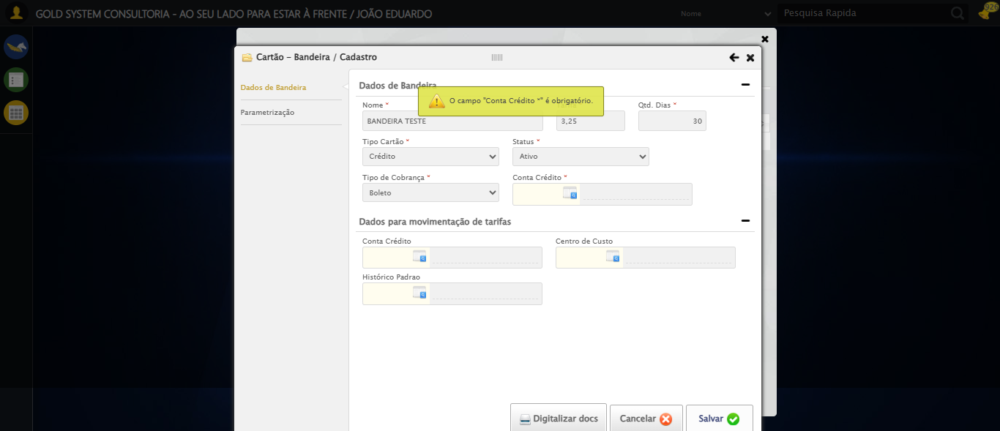 GOLD SYSTEM CONSULTORIA - AO SEU LADO PARA ESTAR À FRENTE / JOÃO EDUARDO
Nome
Pesquisa Rapida
926
Cartão - Bandeira / Cadastro
Dados de Bandeira
Parametrização
Dados de Bandeira
O campo "Conta Crédito *" é obrigatório.
Nome *
Qtd. Dias *
BANDEIRA TESTE
3,25
30
Tipo Cartão *
Status *
Crédito
Ativo
Tipo de Cobrança *
Conta Crédito *
Boleto
Dados para movimentação de tarifas
Conta Crédito
Centro de Custo
Histórico Padrao
Digitalizar docs
Cancelar
Salvar